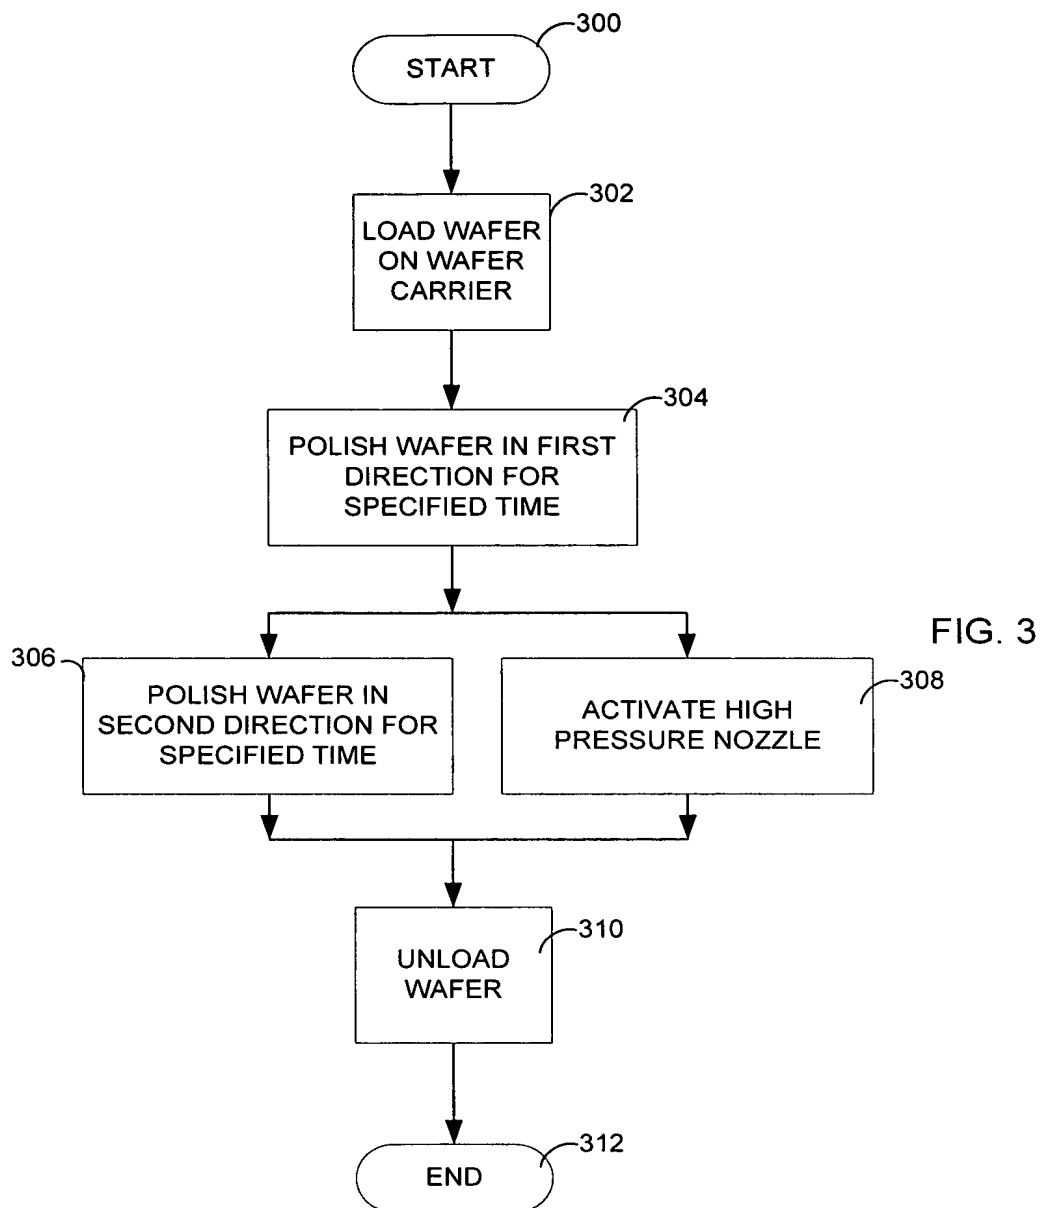 300
START
302
LOAD WAFER
ON WAFER
CARRIER
304
POLISH WAFER IN FIRST
DIRECTION FOR
SPECIFIED TIME
FIG. 3
306
POLISH WAFER IN
SECOND DIRECTION FOR
SPECIFIED TIME
308
ACTIVATE HIGH
PRESSURE NOZZLE
310
UNLOAD
WAFER
312
END